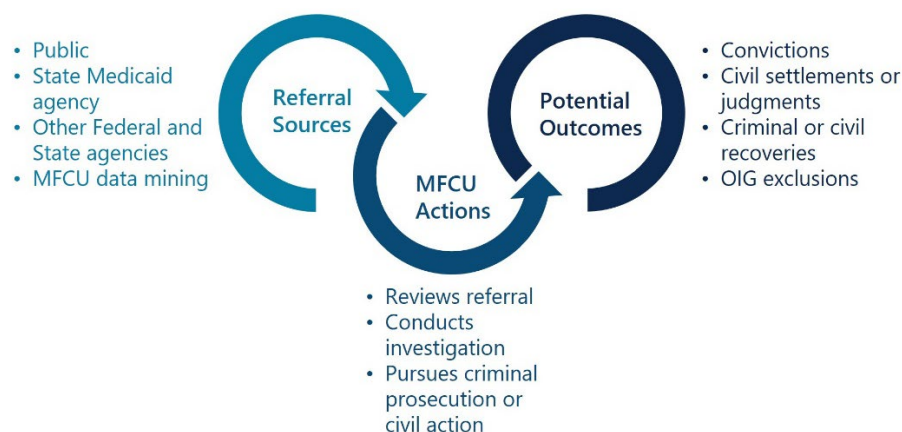 Referral
Sources
• Public
• State Medicaid
agency
• Other Federal and
State agencies
• MFCU data mining
MFCU
Actions
• Reviews referral
• Conducts
investigation
• Pursues criminal
prosecution or
civil action
Potential
Outcomes
• Convictions
• Civil settlements or
judgments
• Criminal or civil
recoveries
• OIG exclusions